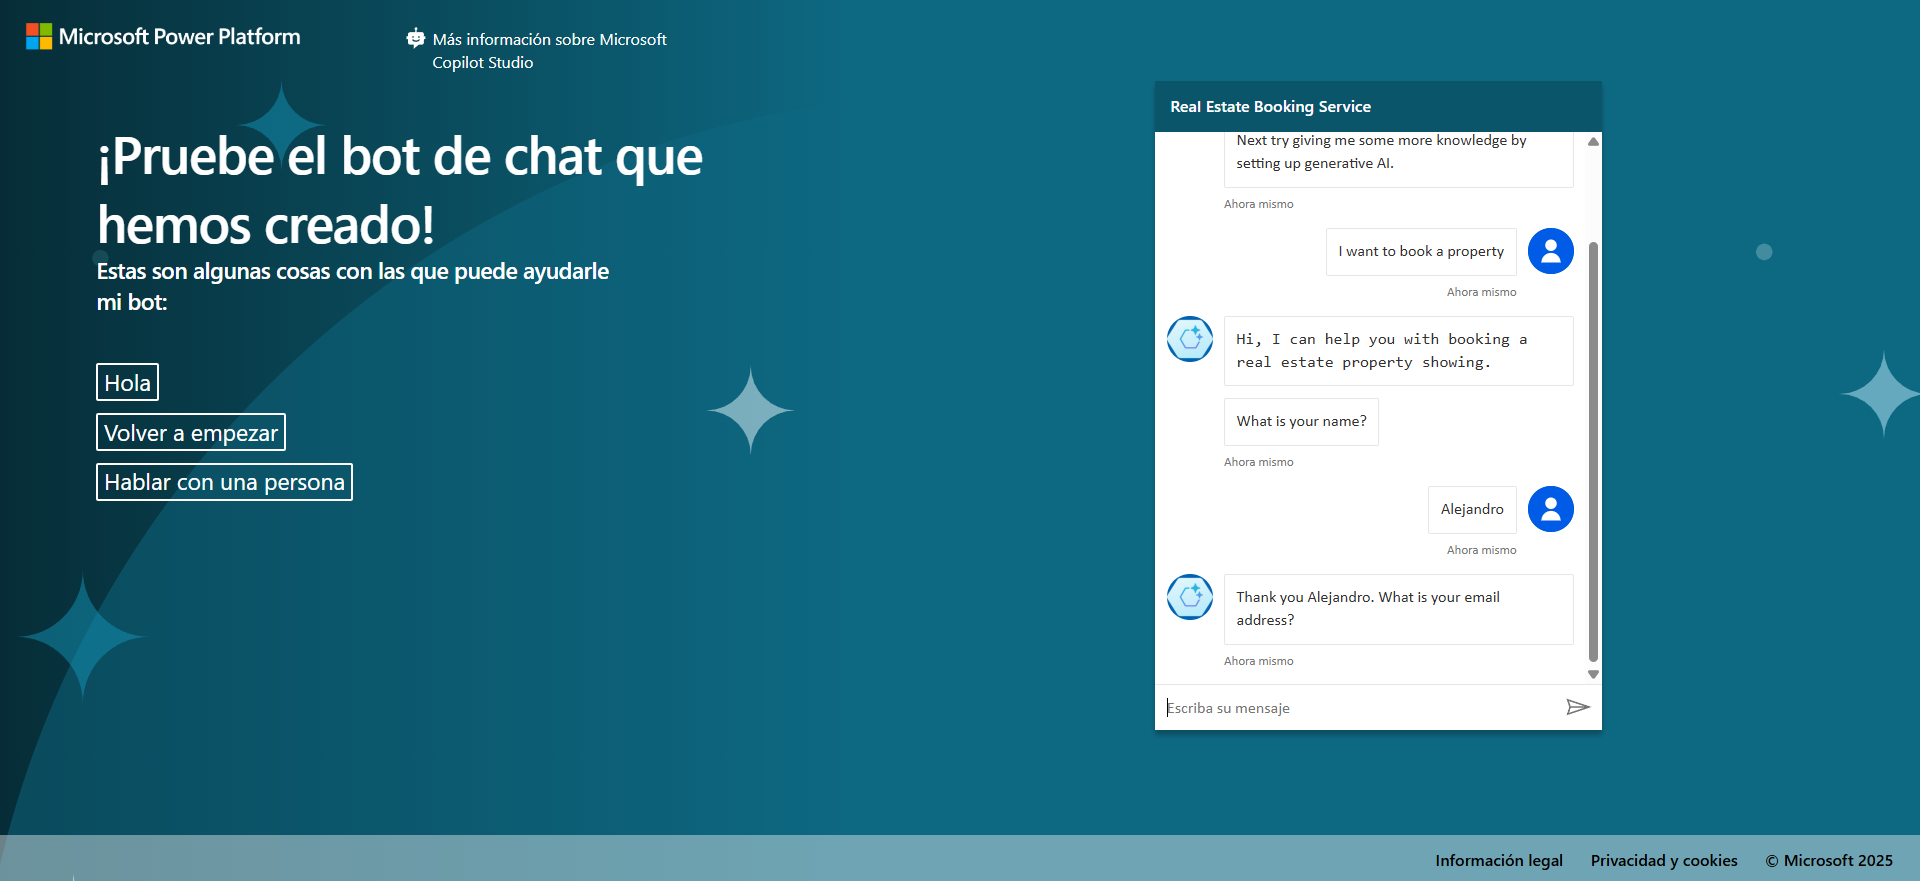 Microsoft Power Platform
Más información sobre Microsoft
Copilot Studio
¡Pruebe el bot de chat que
hemos creado!
Estas son algunas cosas con las que puede ayudarle
mi bot:
Hola
Volver a empezar
Hablar con una persona
Real Estate Booking Service
Next try giving me some more knowledge by
setting up generative AI.
Ahora mismo
I want to book a property
Ahora mismo
Hi, I can help you with booking a
real estate property showing.
What is your name?
Ahora mismo
Alejandro
Ahora mismo
Thank you Alejandro. What is your email
address?
Ahora mismo
Escriba su mensaje
Información legal
Privacidad y cookies
© Microsoft 2025